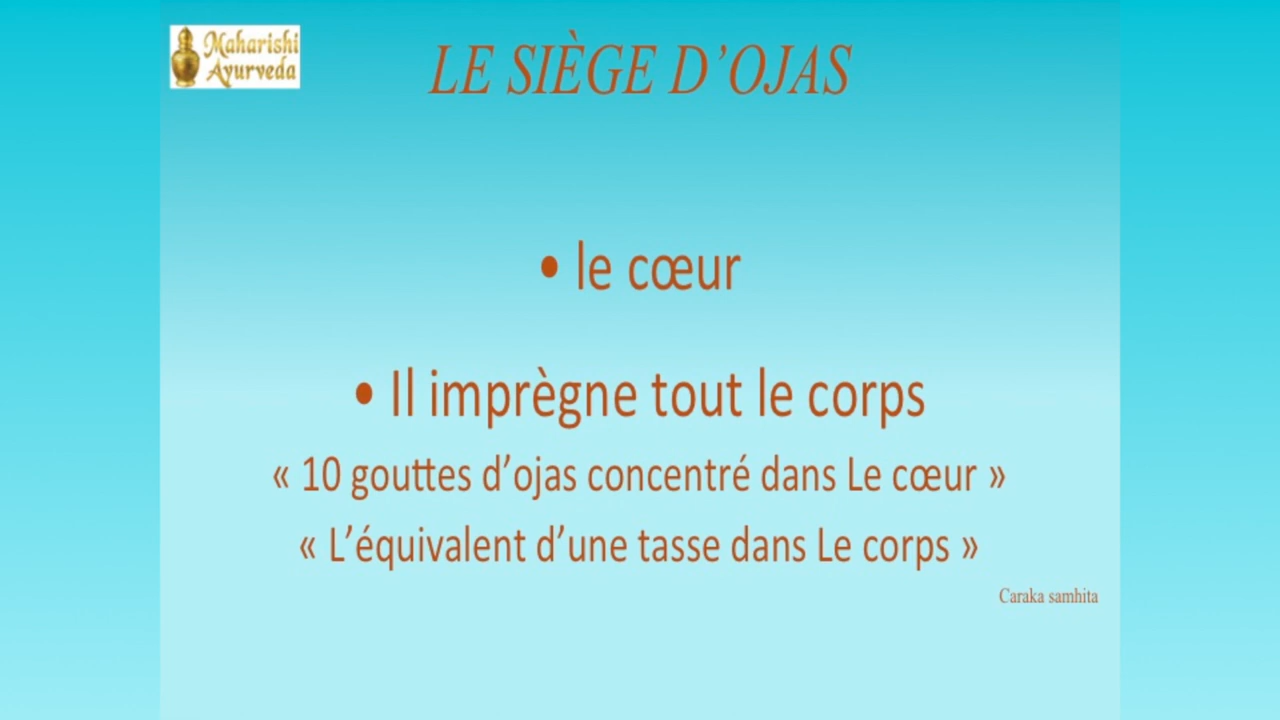 Maharishi
Ayurveda
LE SIÈGE D’OJAS
• le cœur
• Il imprègne tout le corps
« 10 gouttes d’ojas concentré dans Le cœur »
« L’équivalent d’une tasse dans Le corps »
Caraka samhita